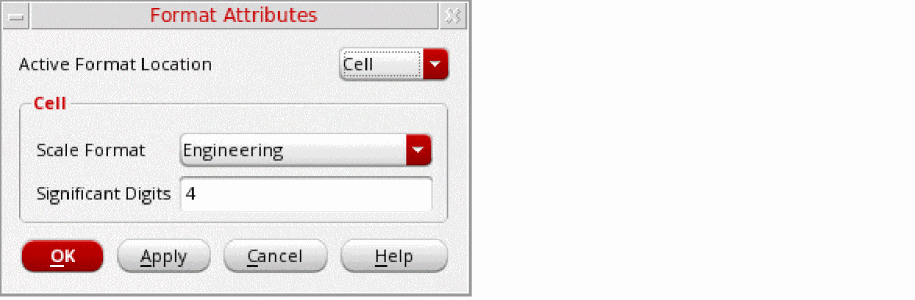 Format Attributes
Active Format Location Cell
Cell
Scale Format Engineering
Significant Digits 4
OK Apply Cancel Help